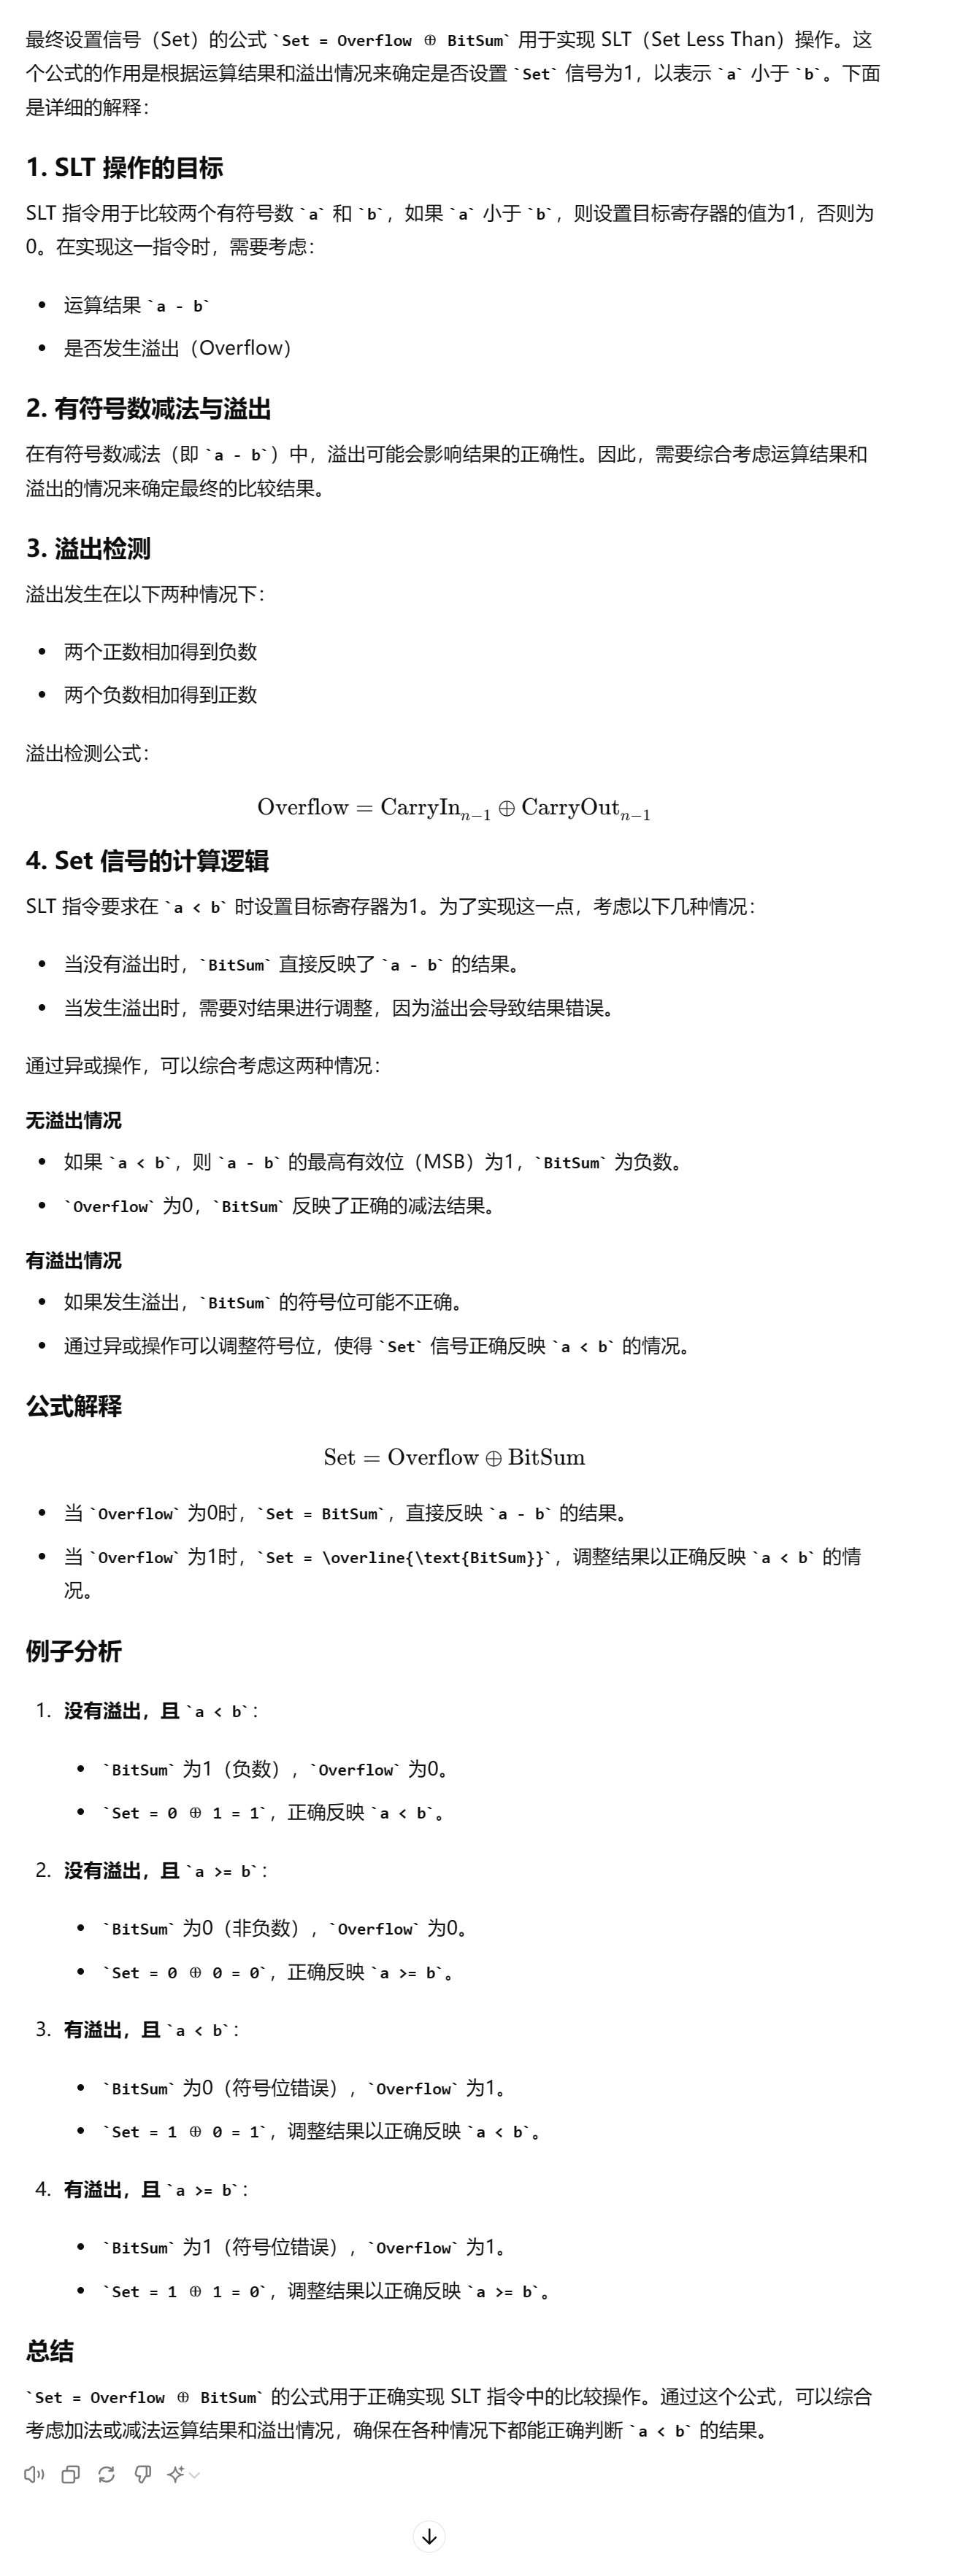 最终设置信号（Set）的公式 `Set = Overflow ⊕ BitSum` 用于实现 SLT（Set Less Than）操作。这
个公式的作用是根据运算结果和溢出情况来确定是否设置 `Set` 信号为1，以表示 `a` 小于 `b`。下面
是详细的解释：
1. SLT 操作的目标
SLT 指令用于比较两个有符号数 `a` 和 `b`，如果 `a` 小于 `b`，则设置目标寄存器的值为1，否则为
0。在实现这一指令时，需要考虑：
• 运算结果 `a - b`
• 是否发生溢出（Overflow）
2. 有符号数减法与溢出
在有符号数减法（即 `a - b`）中，溢出可能会影响结果的正确性。因此，需要综合考虑运算结果和
溢出的情况来确定最终的比较结果。
3. 溢出检测
溢出发生在以下两种情况下：
• 两个正数相加得到负数
• 两个负数相加得到正数
溢出检测公式：
Overflow = CarryIn_{n−1} ⊕ CarryOut_{n−1}
4. Set 信号的计算逻辑
SLT 指令要求在 `a < b` 时设置目标寄存器为1。为了实现这一点，考虑以下几种情况：
• 当没有溢出时，`BitSum` 直接反映了 `a - b` 的结果。
• 当发生溢出时，需要对结果进行调整，因为溢出会导致结果错误。
通过异或操作，可以综合考虑这两种情况：
无溢出情况
• 如果 `a < b`，则 `a - b` 的最高有效位（MSB）为1，`BitSum` 为负数。
• `Overflow` 为0，`BitSum` 反映了正确的减法结果。
有溢出情况
• 如果发生溢出，`BitSum` 的符号位可能不正确。
• 通过异或操作可以调整符号位，使得 `Set` 信号正确反映 `a < b` 的情况。
公式解释
Set = Overflow ⊕ BitSum
• 当 `Overflow` 为0时，`Set = BitSum`，直接反映 `a - b` 的结果。
• 当 `Overflow` 为1时，`Set = \overline{\text{BitSum}}`，调整结果以正确反映 `a < b` 的情
况。
例子分析
1. 没有溢出，且 `a < b`：
• `BitSum` 为1（负数），`Overflow` 为0。
• `Set = 0 ⊕ 1 = 1`，正确反映 `a < b`。
2. 没有溢出，且 `a >= b`：
• `BitSum` 为0（非负数），`Overflow` 为0。
• `Set = 0 ⊕ 0 = 0`，正确反映 `a >= b`。
3. 有溢出，且 `a < b`：
• `BitSum` 为0（符号位错误），`Overflow` 为1。
• `Set = 1 ⊕ 0 = 1`，调整结果以正确反映 `a < b`。
4. 有溢出，且 `a >= b`：
• `BitSum` 为1（符号位错误），`Overflow` 为1。
• `Set = 1 ⊕ 1 = 0`，调整结果以正确反映 `a >= b`。
总结
`Set = Overflow ⊕ BitSum` 的公式用于正确实现 SLT 指令中的比较操作。通过这个公式，可以综合
考虑加法或减法运算结果和溢出情况，确保在各种情况下都能正确判断 `a < b` 的结果。